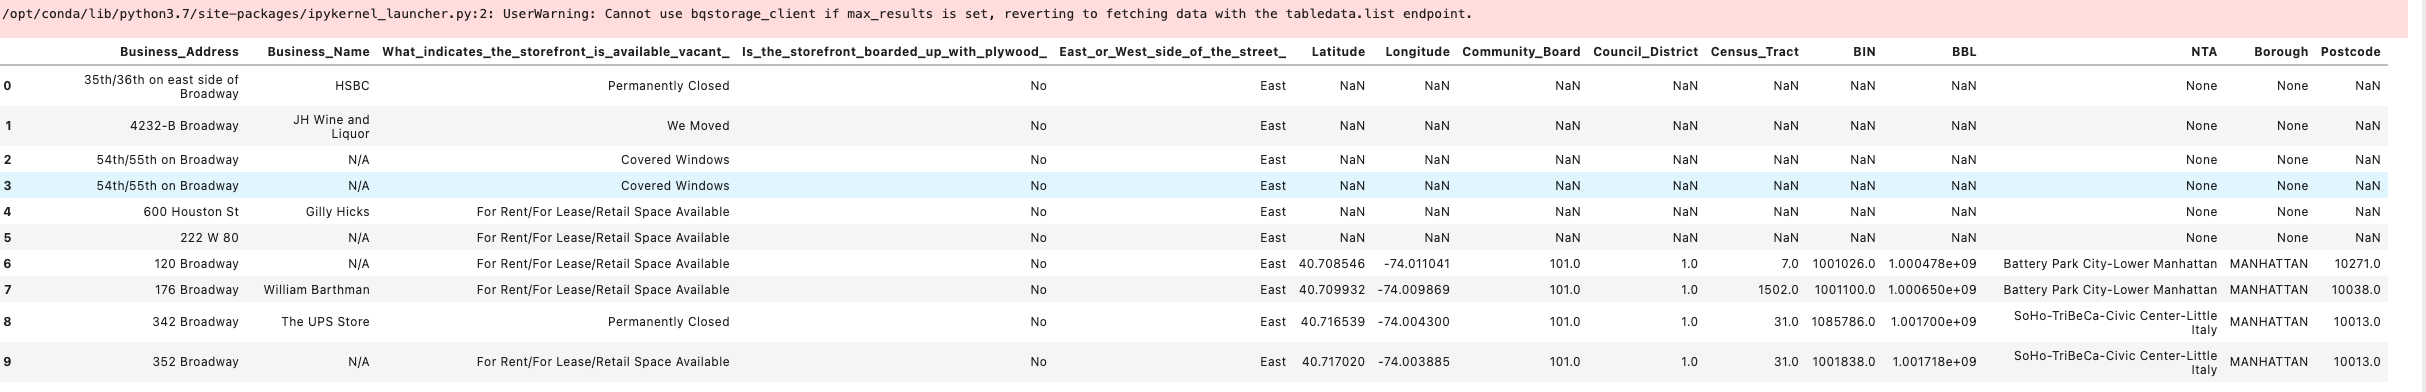 /opt/conda/lib/python3.7/site-packages/ipykernel_launcher.py:2: UserWarning: Cannot use bqstorage_client if max_results is set, reverting to fetching data with the tabledata.list endpoint.
Business_Address Business_Name What_indicates_the_storefront_is_available_vacant_ Is_the_storefront_boarded_up_with_plywood_ East_or_West_side_of_the_street_ Latitude Longitude Community_Board Council_District Census_Tract BIN BBL NTA Borough Postcode
0 35th/36th on east side of Broadway HSBC Permanently Closed No East NaN NaN NaN NaN NaN NaN NaN None None NaN
1 4232-B Broadway JH Wine and Liquor We Moved No East NaN NaN NaN NaN NaN NaN NaN None None NaN
2 54th/55th on Broadway N/A Covered Windows No East NaN NaN NaN NaN NaN NaN NaN None None NaN
3 54th/55th on Broadway N/A Covered Windows No East NaN NaN NaN NaN NaN NaN NaN None None NaN
4 600 Houston St Gilly Hicks For Rent/For Lease/Retail Space Available No East NaN NaN NaN NaN NaN NaN NaN None None NaN
5 222 W 80 N/A For Rent/For Lease/Retail Space Available No East NaN NaN NaN NaN NaN NaN NaN None None NaN
6 120 Broadway N/A For Rent/For Lease/Retail Space Available No East 40.708546 -74.011041 101.0 1.0 7.0 1001026.0 1.000478e+09 Battery Park City-Lower Manhattan MANHATTAN 10271.0
7 176 Broadway William Barthman For Rent/For Lease/Retail Space Available No East 40.709932 -74.009869 101.0 1.0 1502.0 1001100.0 1.000650e+09 Battery Park City-Lower Manhattan MANHATTAN 10038.0
8 342 Broadway The UPS Store Permanently Closed No East 40.716539 -74.004300 101.0 1.0 31.0 1085786.0 1.001700e+09 SoHo-TriBeCa-Civic Center-Little Italy MANHATTAN 10013.0
9 352 Broadway N/A For Rent/For Lease/Retail Space Available No East 40.717020 -74.003885 101.0 1.0 31.0 1001838.0 1.001718e+09 SoHo-TriBeCa-Civic Center-Little Italy MANHATTAN 10013.0